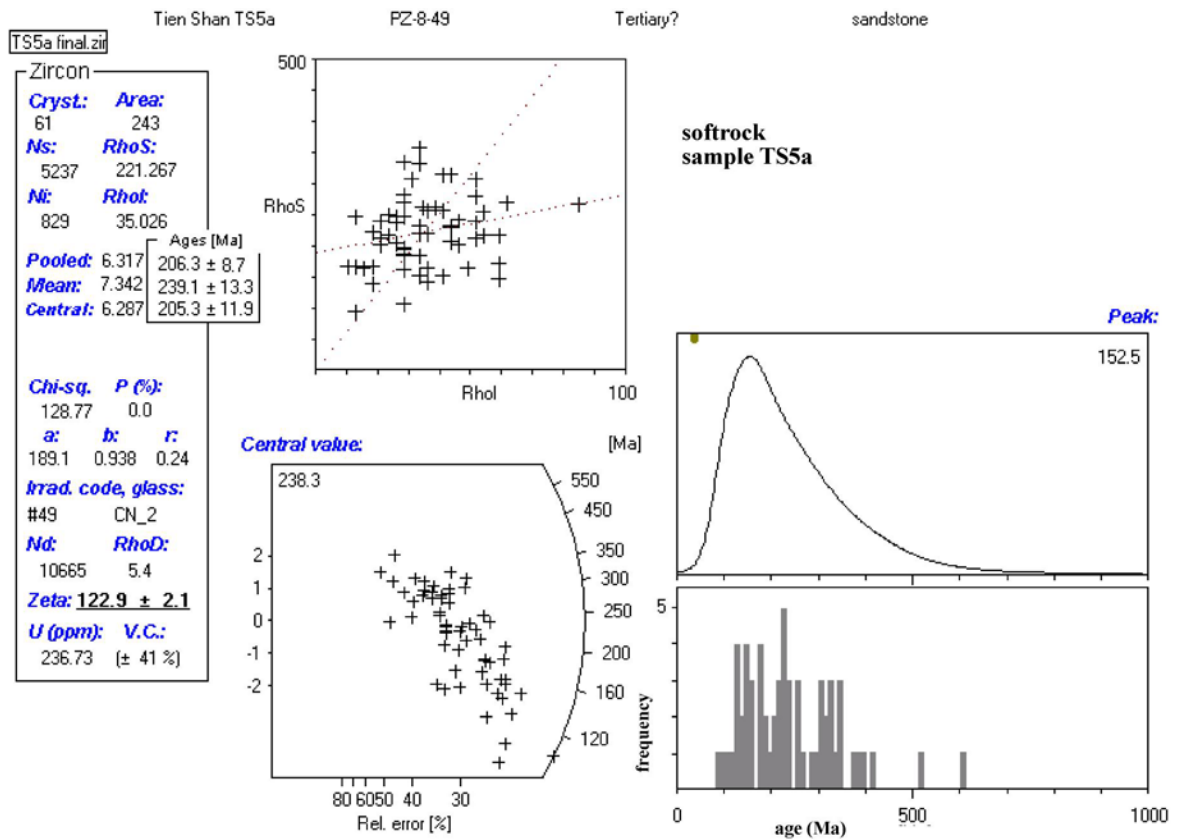 Tien Shan TS5a PZ-8-49 Tertiary? sandstone
TS5a final.zir
Zircon
Cryst.: Area:
61 243
Ns: RhoS:
5237 221.267
Ni: RhoI:
829 35.026
Ages [Ma]
Pooled: 6.317 206.3 ± 8.7
Mean: 7.342 239.1 ± 13.3
Central: 6.287 205.3 ± 11.9
Chi-sq. P (%):
128.77 0.0
a: b: r:
189.1 0.938 0.24
Irrad. code, glass:
#49 CN_2
Nd: RhoD:
10665 5.4
Zeta: 122.9 ± 2.1
U (ppm): V.C.:
236.73 (± 41 %)
500
RhoS
RhoI 100
softrock
sample TS5a
Central value: [Ma]
238.3
550
450
350
300
250
200
160
120
2
1
0
-1
-2
80 60 50 40 30
Rel. error [%]
Peak:
152.5
5
frequency
0 500 1000
age (Ma)